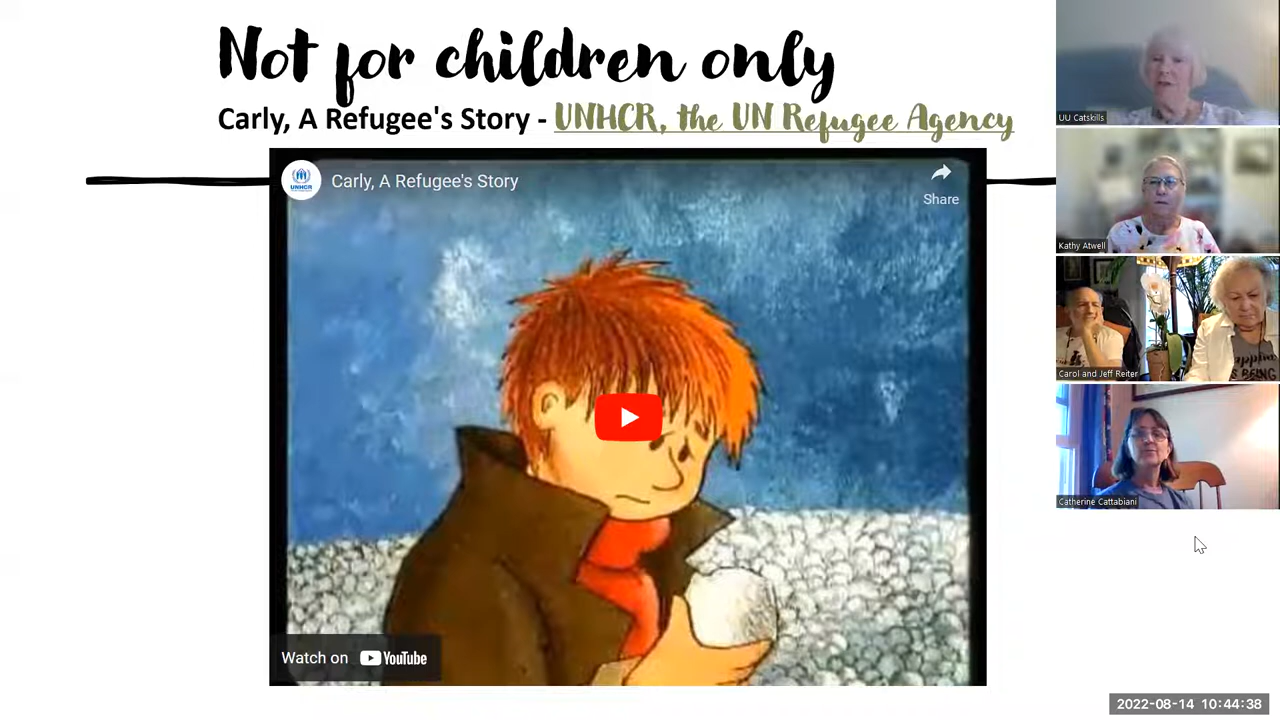 Not for children only
Carly, A Refugee's Story - UNHCR, the UN Refugee Agency
UNHCR
Carly, A Refugee's Story
Share
Watch on YouTube
UU Catskills
Kathy Atwell
Carol and Jeff Reiter
Catherine Cattabiani
2022-08-14 10:44:38